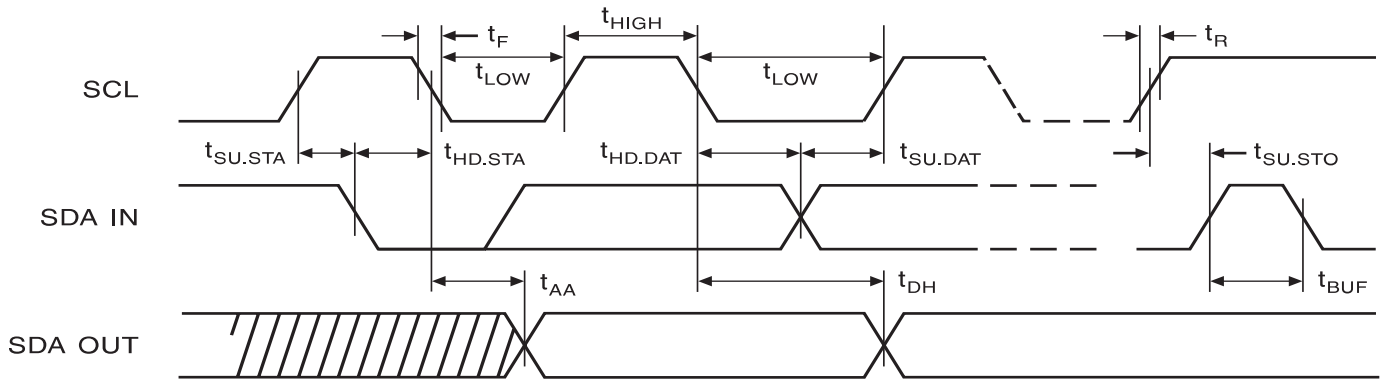 tHIGH
tF
tR
tLOW
tLOW
SCL
tSU.STA
tHD.STA
tHD.DAT
tSU.DAT
tSU.STO
SDA IN
tAA
tDH
tBUF
SDA OUT